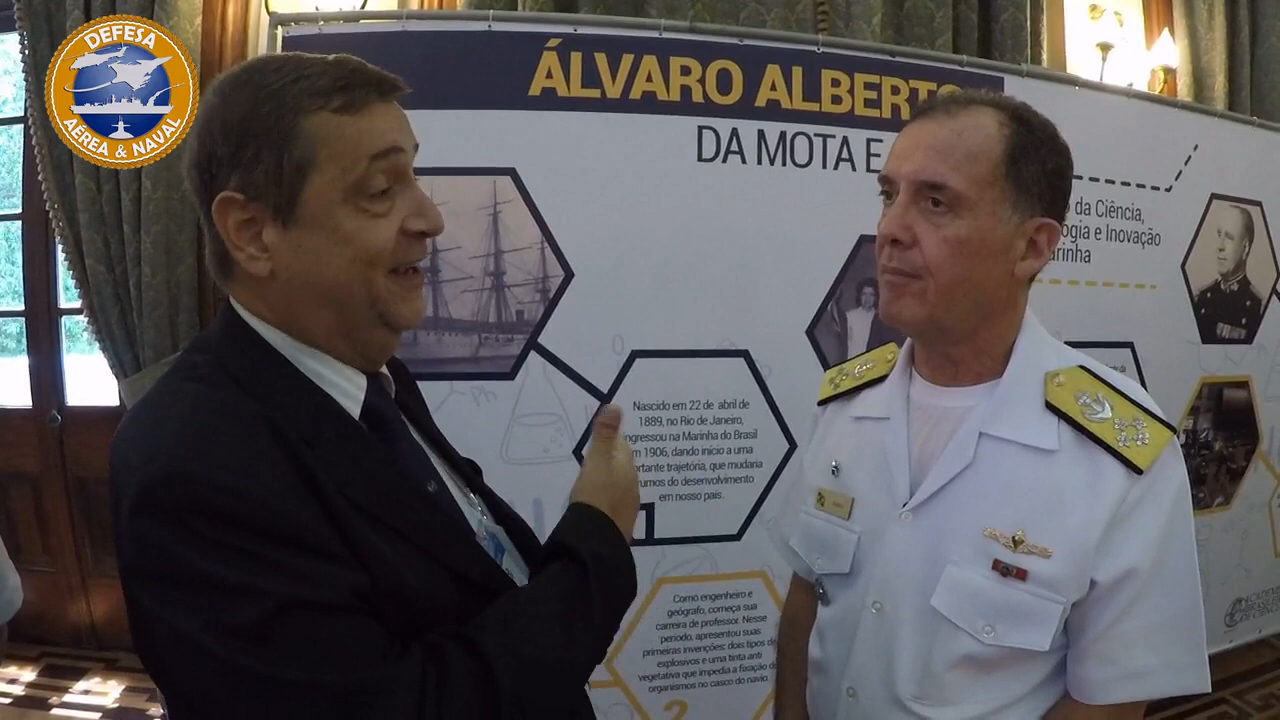 DEFESA
AEREA & NAVAL
ÁLVARO ALBERTO
DA MOTA E
da Ciência,
ogia e Inovação
arinha
Nascido em 22 de abril de
1889, no Rio de Janeiro,
ingressou na Marinha do Brasil
m 1906, dando início a uma
ortante trajetória, que mudaria
rumos do desenvolvimento
em nosso país.
Como engenheiro e
geógrafo, começa sua
carreira de professor. Nesse
período, apresentou suas
primeiras invenções: dois tipos de
explosivos e uma tinta anti
vegetativa que impedia a fixação de
organismos no casco do navio.
2